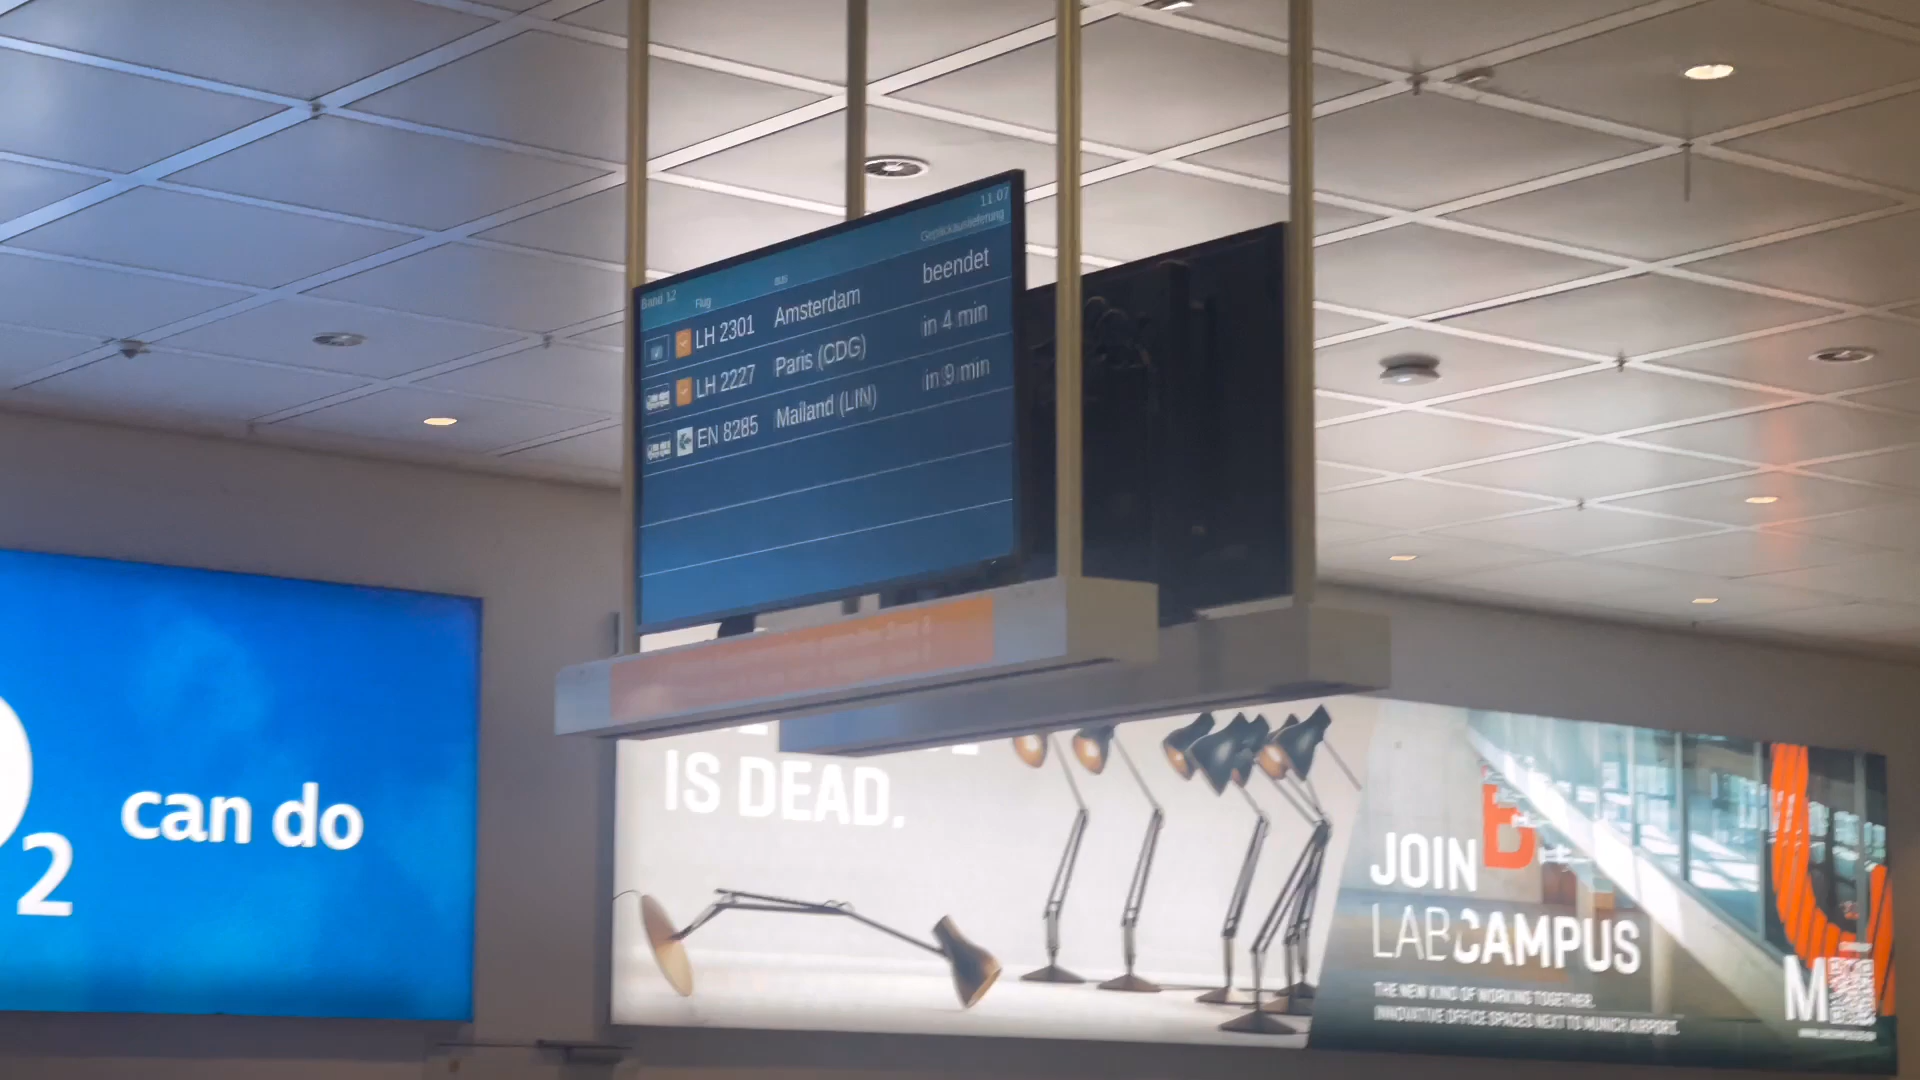 11:07
Band 12 Flug aus Gepäckauslieferung
LH 2301 Amsterdam beendet
LH 2227 Paris (CDG) in 4 min
EN 8285 Mailand (LIN) in 9 min
2 can do
IS DEAD.
JOIN
LABCAMPUS
THE NEW KIND OF WORKING TOGETHER.
INNOVATIVE OFFICE SPACES NEXT TO MUNICH AIRPORT.
M